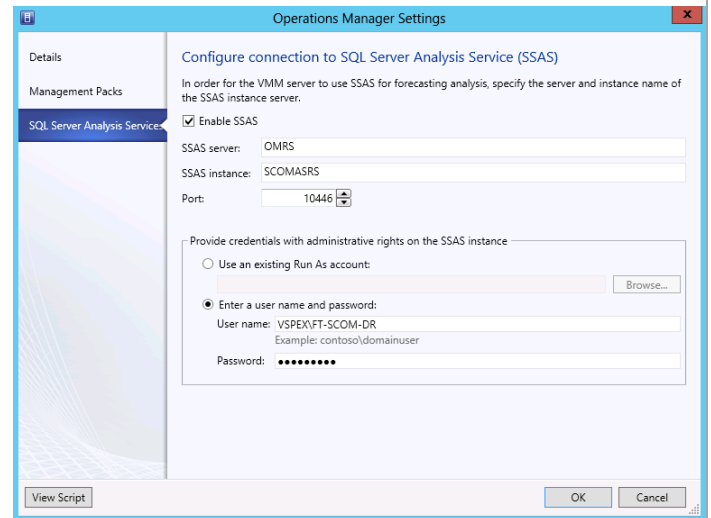 Operations Manager Settings
x
Details
Management Packs
SQL Server Analysis Services
Configure connection to SQL Server Analysis Service (SSAS)
In order for the VMM server to use SSAS for forecasting analysis, specify the server and instance name of
the SSAS instance server.
Enable SSAS
SSAS server: OMRS
SSAS instance: SCOMASRS
Port: 10446
Provide credentials with administrative rights on the SSAS instance
Use an existing Run As account:
Browse...
Enter a user name and password:
User name: VSPEX\FT-SCOM-DR
Example: contoso\domainuser
Password: •••••••••
View Script
OK
Cancel